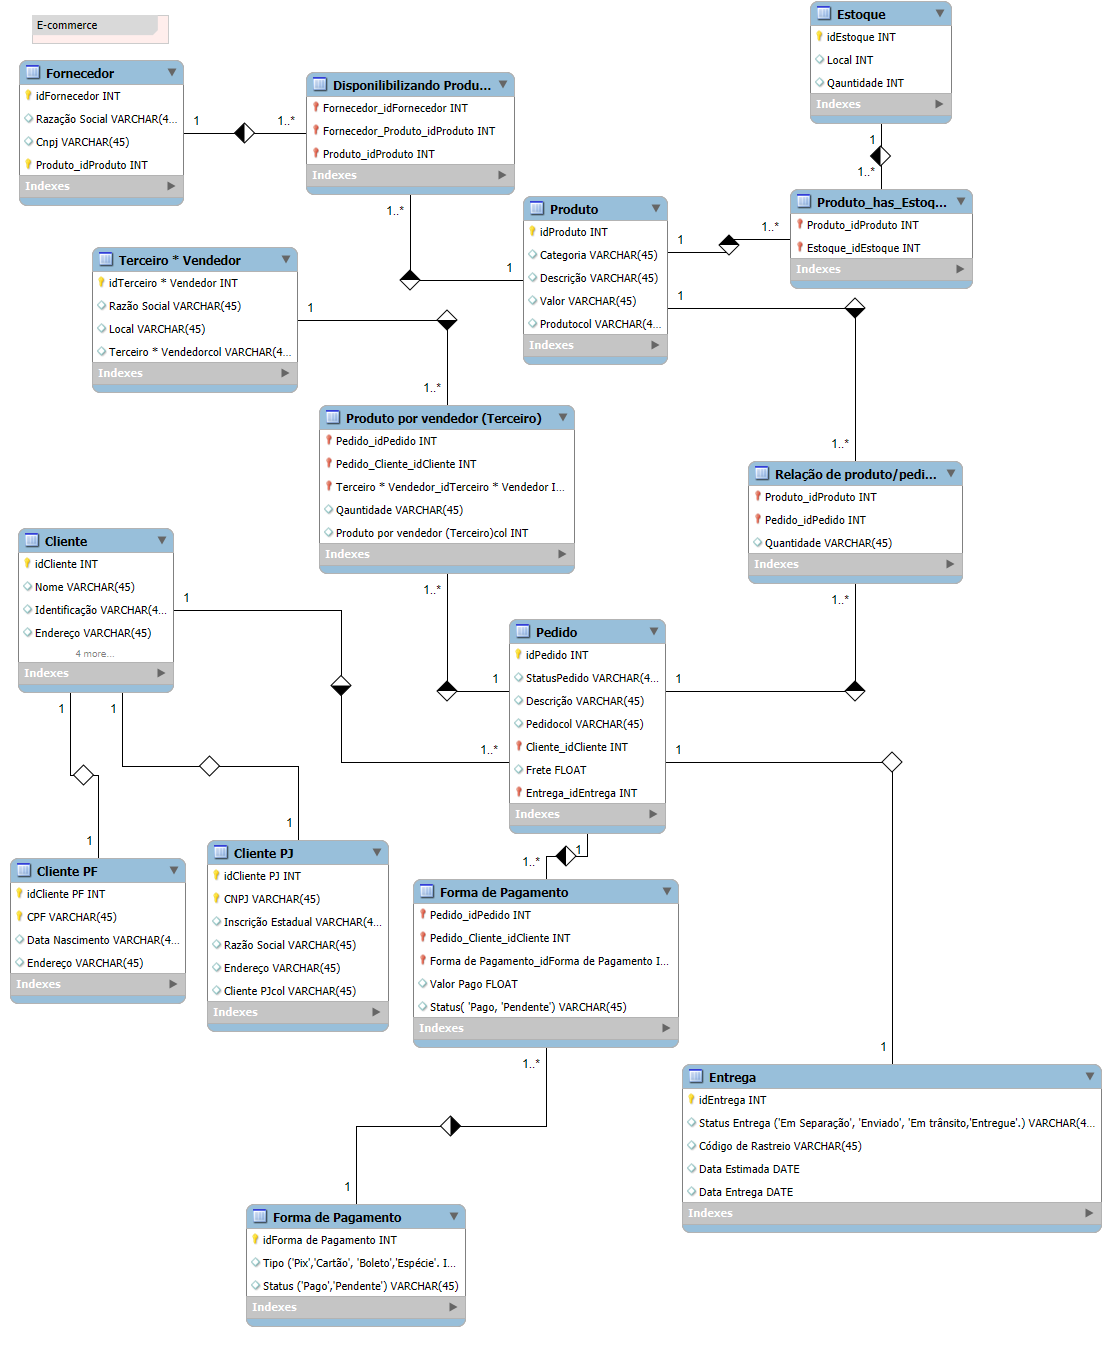 E-commerce
Estoque
idEstoque INT
Local INT
Qauntidade INT
Indexes
1
1..*
Fornecedor
idFornecedor INT
Razação Social VARCHAR(4...
Cnpj VARCHAR(45)
Produto_idProduto INT
Indexes
1
1..*
Disponilibilizando Produ...
Fornecedor_idFornecedor INT
Fornecedor_Produto_idProduto INT
Produto_idProduto INT
Indexes
1..*
1
Produto
idProduto INT
Categoria VARCHAR(45)
Descrição VARCHAR(45)
Valor VARCHAR(45)
Produtocol VARCHAR(4...
Indexes
1
1..*
1
1..*
Produto_has_Estoq...
Produto_idProduto INT
Estoque_idEstoque INT
Indexes
Terceiro * Vendedor
idTerceiro * Vendedor INT
Razão Social VARCHAR(45)
Local VARCHAR(45)
Terceiro * Vendedorcol VARCHAR(4...
Indexes
1
1..*
Produto por vendedor (Terceiro)
Pedido_idPedido INT
Pedido_Cliente_idCliente INT
Terceiro * Vendedor_idTerceiro * Vendedor I...
Qauntidade VARCHAR(45)
Produto por vendedor (Terceiro)col INT
Indexes
1..*
1
Relação de produto/pedi...
Produto_idProduto INT
Pedido_idPedido INT
Quantidade VARCHAR(45)
Indexes
1..*
1
Cliente
idCliente INT
Nome VARCHAR(45)
Identificação VARCHAR(4...
Endereço VARCHAR(45)
4 more...
Indexes
1
1..*
1
1
1
1
Pedido
idPedido INT
StatusPedido VARCHAR(4...
Descrição VARCHAR(45)
Pedidocol VARCHAR(45)
Cliente_idCliente INT
Frete FLOAT
Entrega_idEntrega INT
Indexes
1
1
1
1..*
Cliente PF
idCliente PF INT
CPF VARCHAR(45)
Data Nascimento VARCHAR(4...
Endereço VARCHAR(45)
Indexes
Cliente PJ
idCliente PJ INT
CNPJ VARCHAR(45)
Inscrição Estadual VARCHAR(4...
Razão Social VARCHAR(45)
Endereço VARCHAR(45)
Cliente PJcol VARCHAR(45)
Indexes
Forma de Pagamento
Pedido_idPedido INT
Pedido_Cliente_idCliente INT
Forma de Pagamento_idForma de Pagamento I...
Valor Pago FLOAT
Status( 'Pago, 'Pendente') VARCHAR(45)
Indexes
1..*
1
Entrega
idEntrega INT
Status Entrega ('Em Separação', 'Enviado', 'Em trânsito,'Entregue'.) VARCHAR(4...
Código de Rastreio VARCHAR(45)
Data Estimada DATE
Data Entrega DATE
Indexes
Forma de Pagamento
idForma de Pagamento INT
Tipo ('Pix','Cartão', 'Boleto','Espécie'. I...
Status ('Pago','Pendente') VARCHAR(45)
Indexes